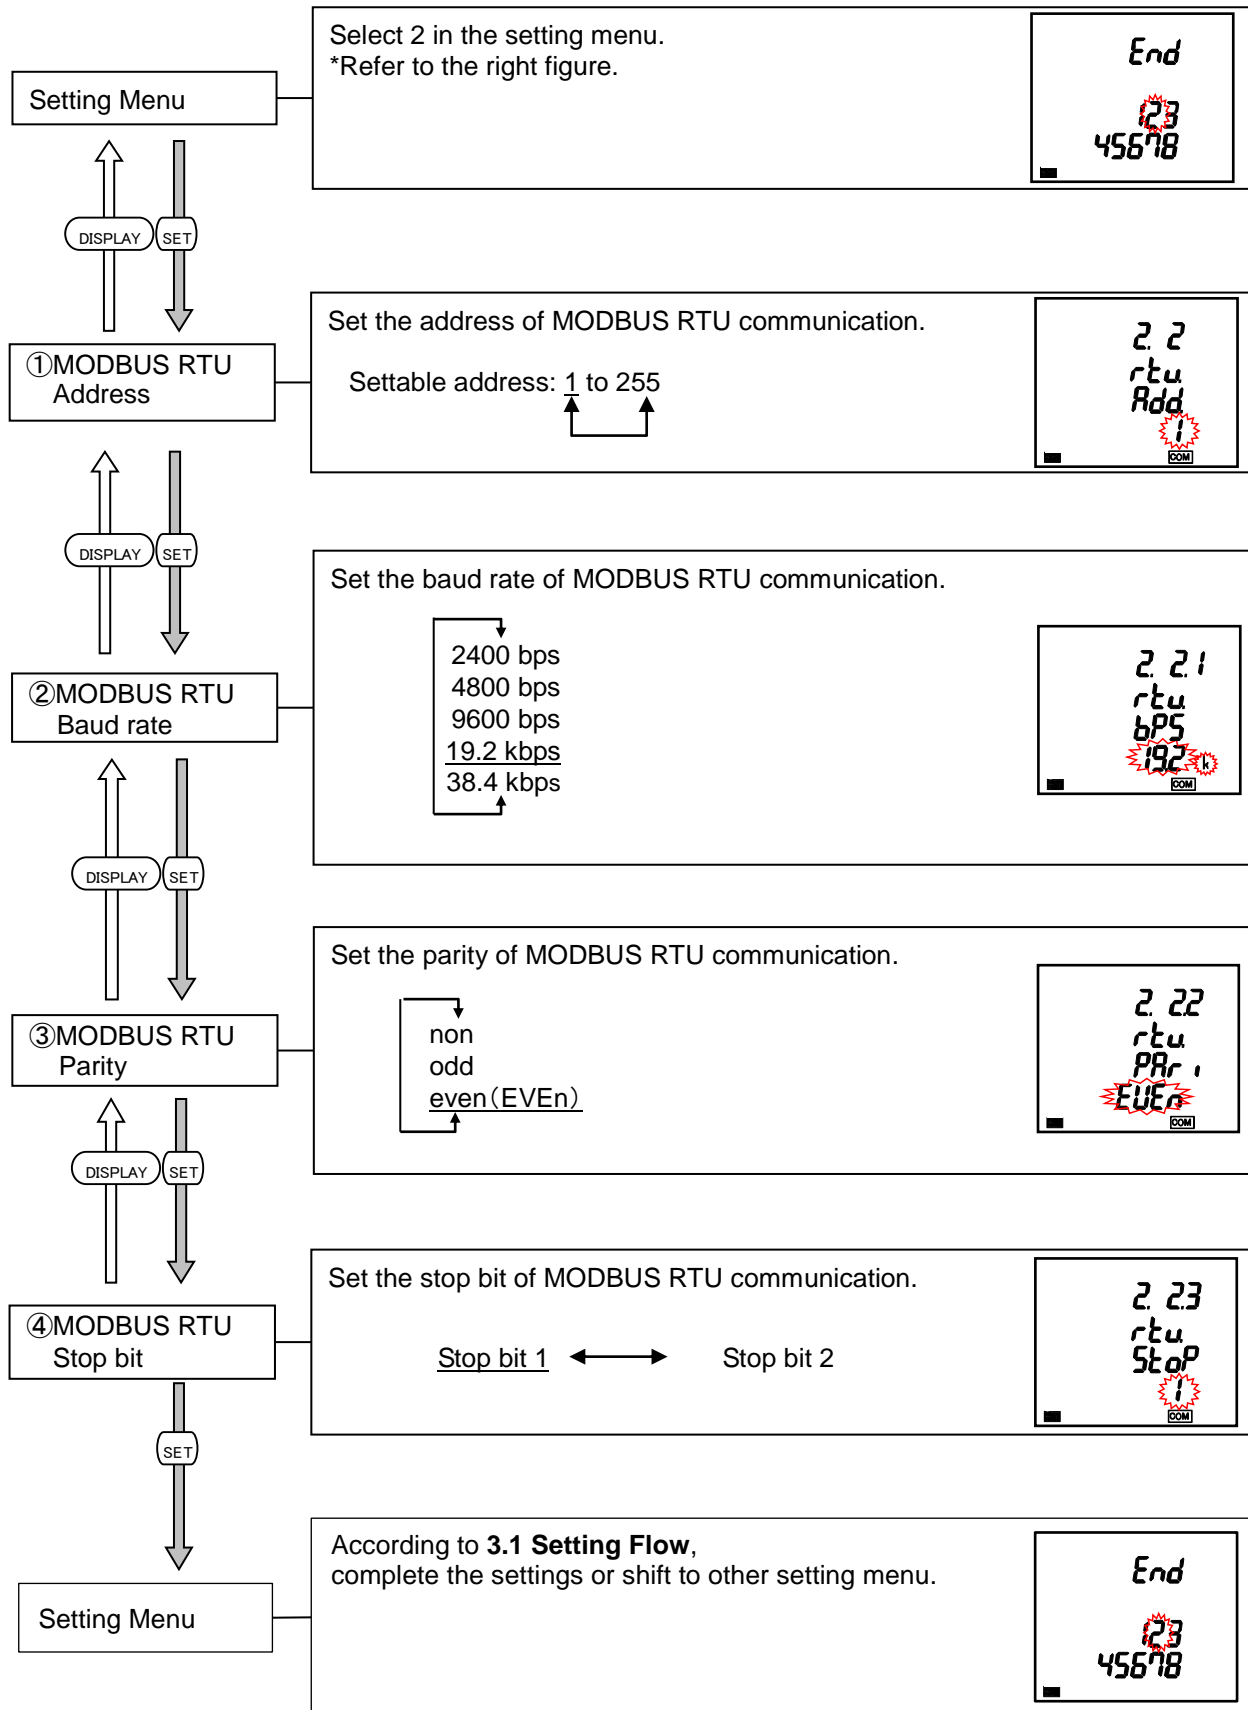 Setting Menu
Select 2 in the setting menu.
*Refer to the right figure.
End
123
45678
DISPLAY
SET
①MODBUS RTU
Address
Set the address of MODBUS RTU communication.
Settable address: 1 to 255
2. 2
rtu.
Add.
1
COM
DISPLAY
SET
②MODBUS RTU
Baud rate
Set the baud rate of MODBUS RTU communication.
2400 bps
4800 bps
9600 bps
19.2 kbps
38.4 kbps
2. 2.1
rtu.
bPS
19.2 k
COM
DISPLAY
SET
③MODBUS RTU
Parity
Set the parity of MODBUS RTU communication.
non
odd
even(EVEn)
2. 2.2
rtu.
PAri
EVEn
COM
DISPLAY
SET
④MODBUS RTU
Stop bit
Set the stop bit of MODBUS RTU communication.
Stop bit 1
Stop bit 2
2. 2.3
rtu.
StoP
1
COM
SET
Setting Menu
According to 3.1 Setting Flow,
complete the settings or shift to other setting menu.
End
123
45678